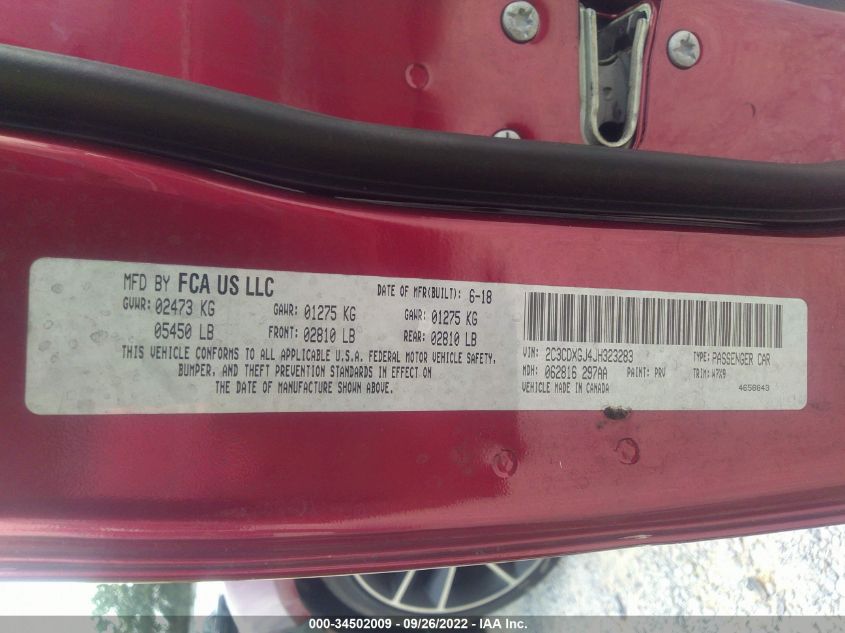 MFD BY FCA US LLC
DATE OF MFR(BUILT): 6-18
GVWR: 02473 KG GAWR: 01275 KG GAWR: 01275 KG
05450 LB FRONT: 02810 LB REAR: 02810 LB
THIS VEHICLE CONFORMS TO ALL APPLICABLE U.S.A. FEDERAL MOTOR VEHICLE SAFETY,
BUMPER, AND THEFT PREVENTION STANDARDS IN EFFECT ON
THE DATE OF MANUFACTURE SHOWN ABOVE.
VIN: 2C3CDXGJ4JH323283 TYPE: PASSENGER CAR
MDH: 062816 297AA PAINT: PRV TRIM: W7X9
VEHICLE MADE IN CANADA 4658643
000-34502009 - 09/26/2022 - IAA Inc.